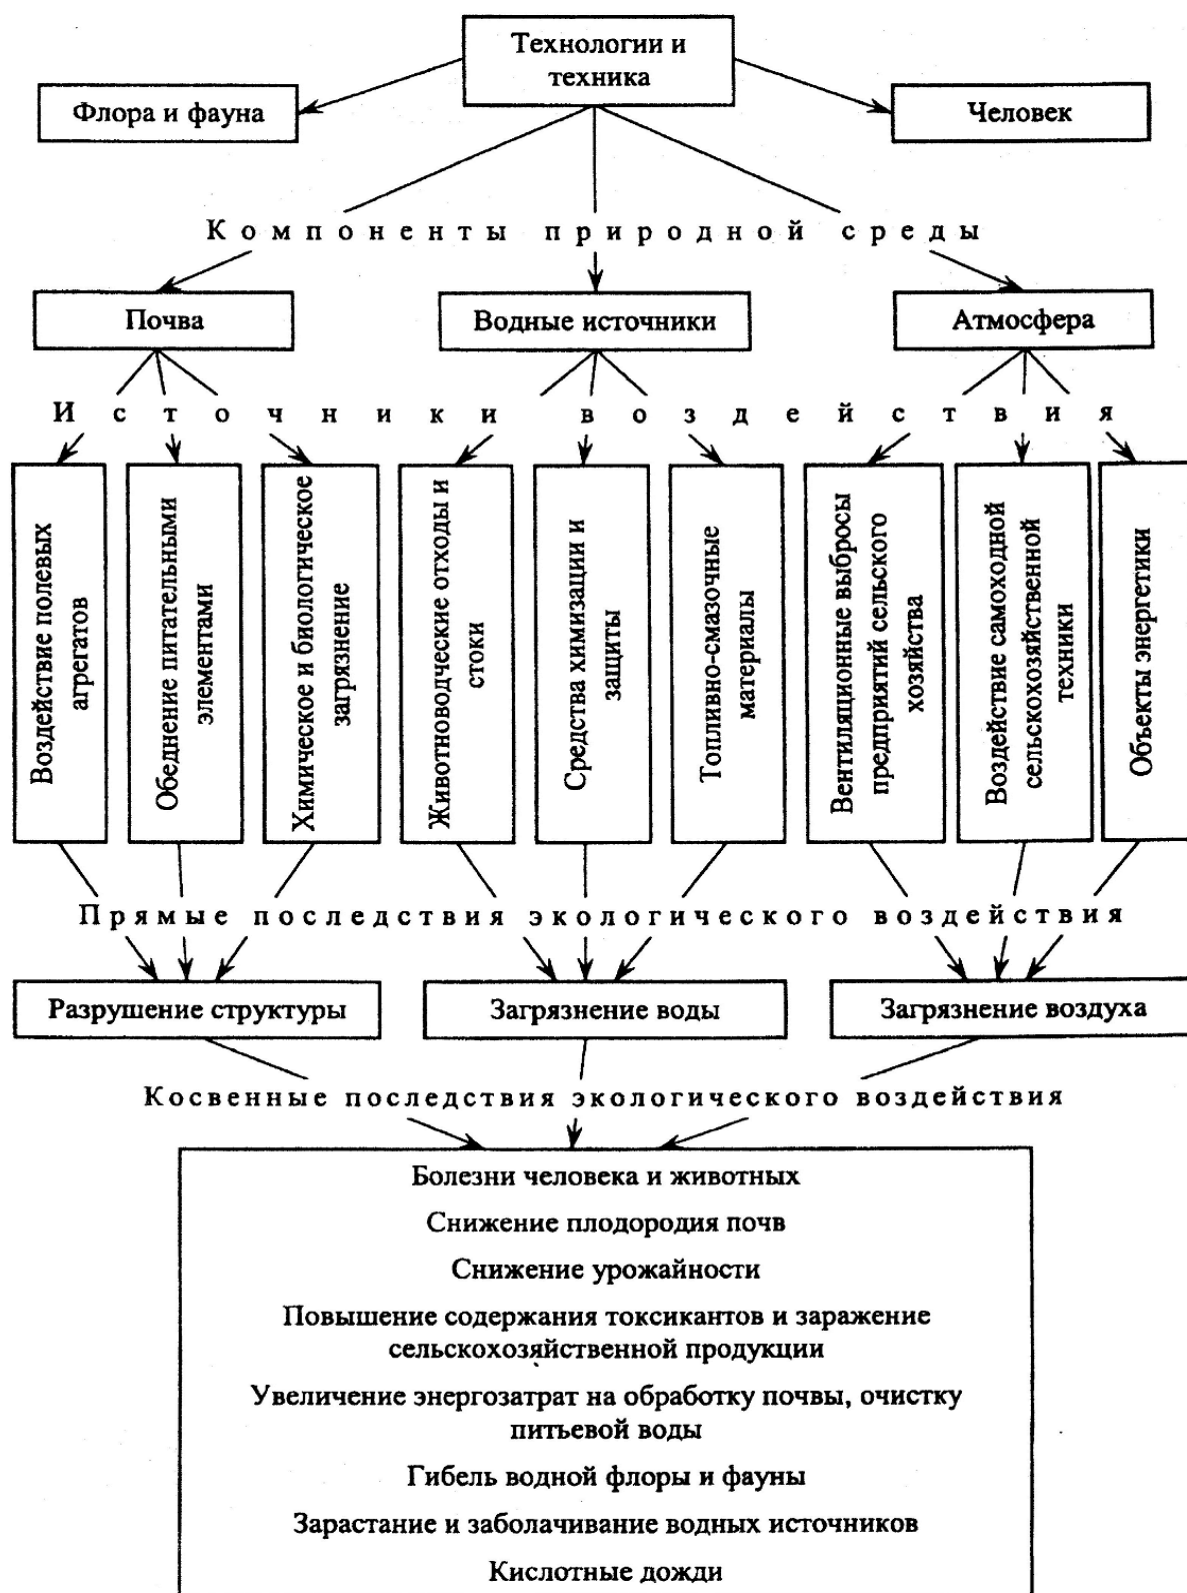 Технологии и
техника
Флора и фауна
Человек
Компоненты природной среды
Почва
Водные источники
Атмосфера
Источники воздействия
Воздействие полевых
агрегатов
Обеднение питательными
элементами
Химическое и биологическое
загрязнение
Животноводческие отходы и
стоки
Средства химизации и
защиты
Топливно-смазочные
материалы
Вентиляционные выбросы
предприятий сельского
хозяйства
Воздействие самоходной
сельскохозяйственной
техники
Объекты энергетики
Прямые последствия экологического воздействия
Разрушение структуры
Загрязнение воды
Загрязнение воздуха
Косвенные последствия экологического воздействия
Болезни человека и животных
Снижение плодородия почв
Снижение урожайности
Повышение содержания токсикантов и заражение
сельскохозяйственной продукции
Увеличение энергозатрат на обработку почвы, очистку
питьевой воды
Гибель водной флоры и фауны
Зарастание и заболачивание водных источников
Кислотные дожди